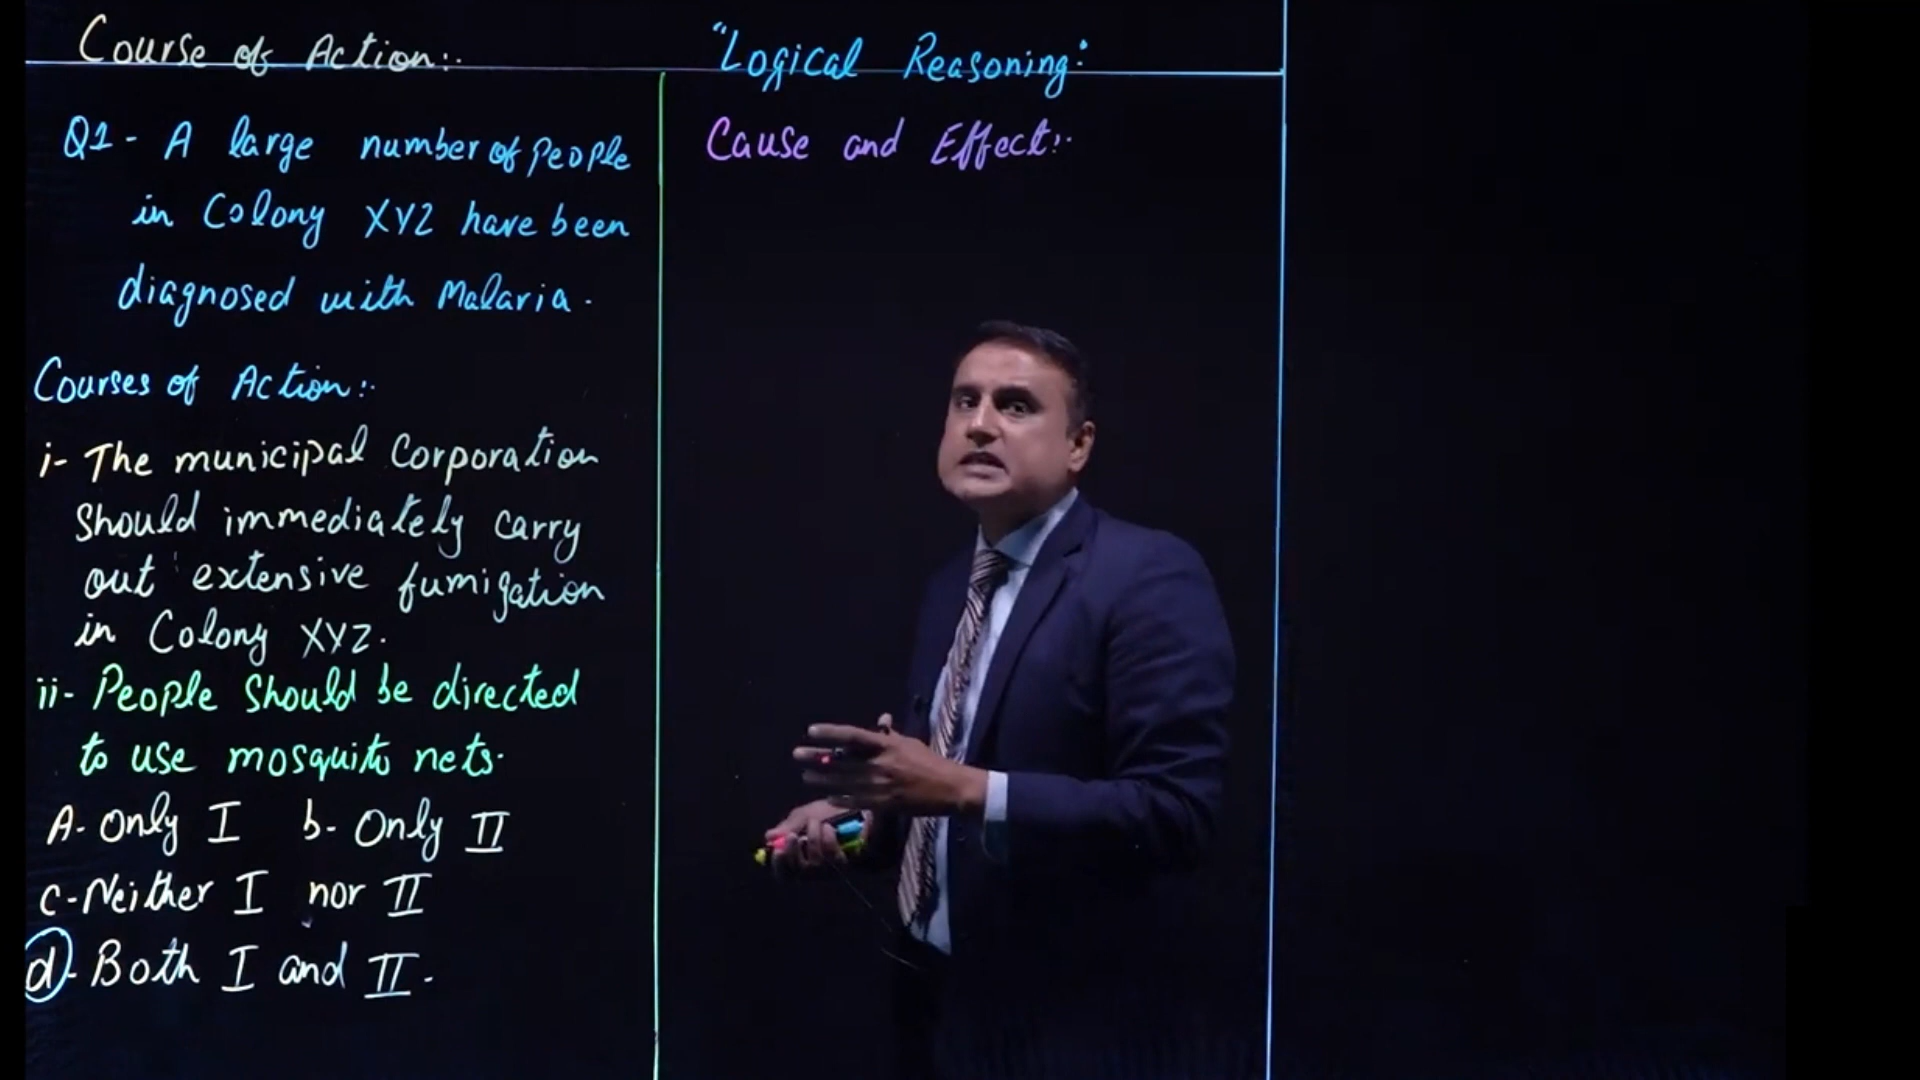 Course of Action:-
Q1 - A large number of people
in Colony XYZ have been
diagnosed with Malaria.
Courses of Action:-
i- The municipal Corporation
Should immediately carry
out extensive fumigation
in Colony XYZ.
ii- People Should be directed
to use mosquito nets.
A- Only I b- Only II
C- Neither I nor II
d- Both I and II.
"Logical Reasoning"
Cause and Effect:-